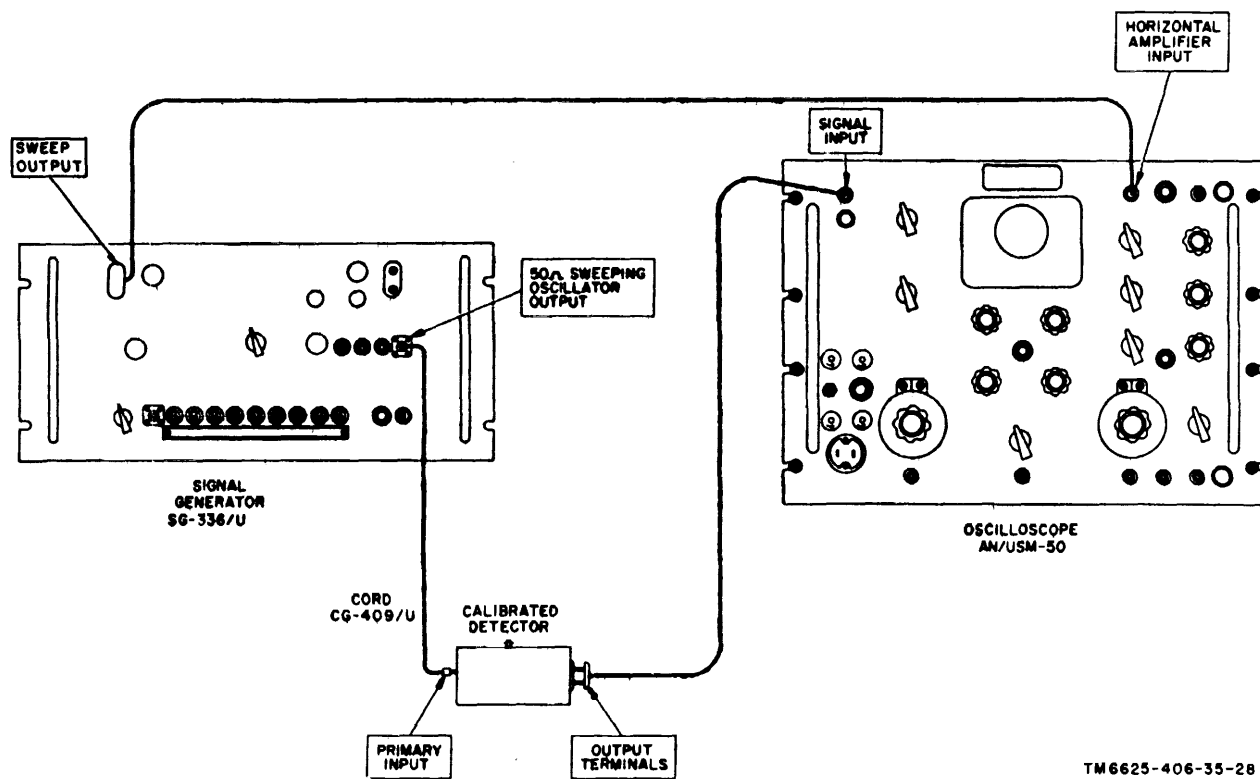 HORIZONTAL
AMPLIFIER
INPUT
SIGNAL
INPUT
SWEEP
OUTPUT
50Ω SWEEPING
OSCILLATOR
OUTPUT
SIGNAL
GENERATOR
SG-336/U
OSCILLOSCOPE
AN/USM-50
CORD
CG-409/U
CALIBRATED
DETECTOR
PRIMARY
INPUT
OUTPUT
TERMINALS
TM6625-406-35-28